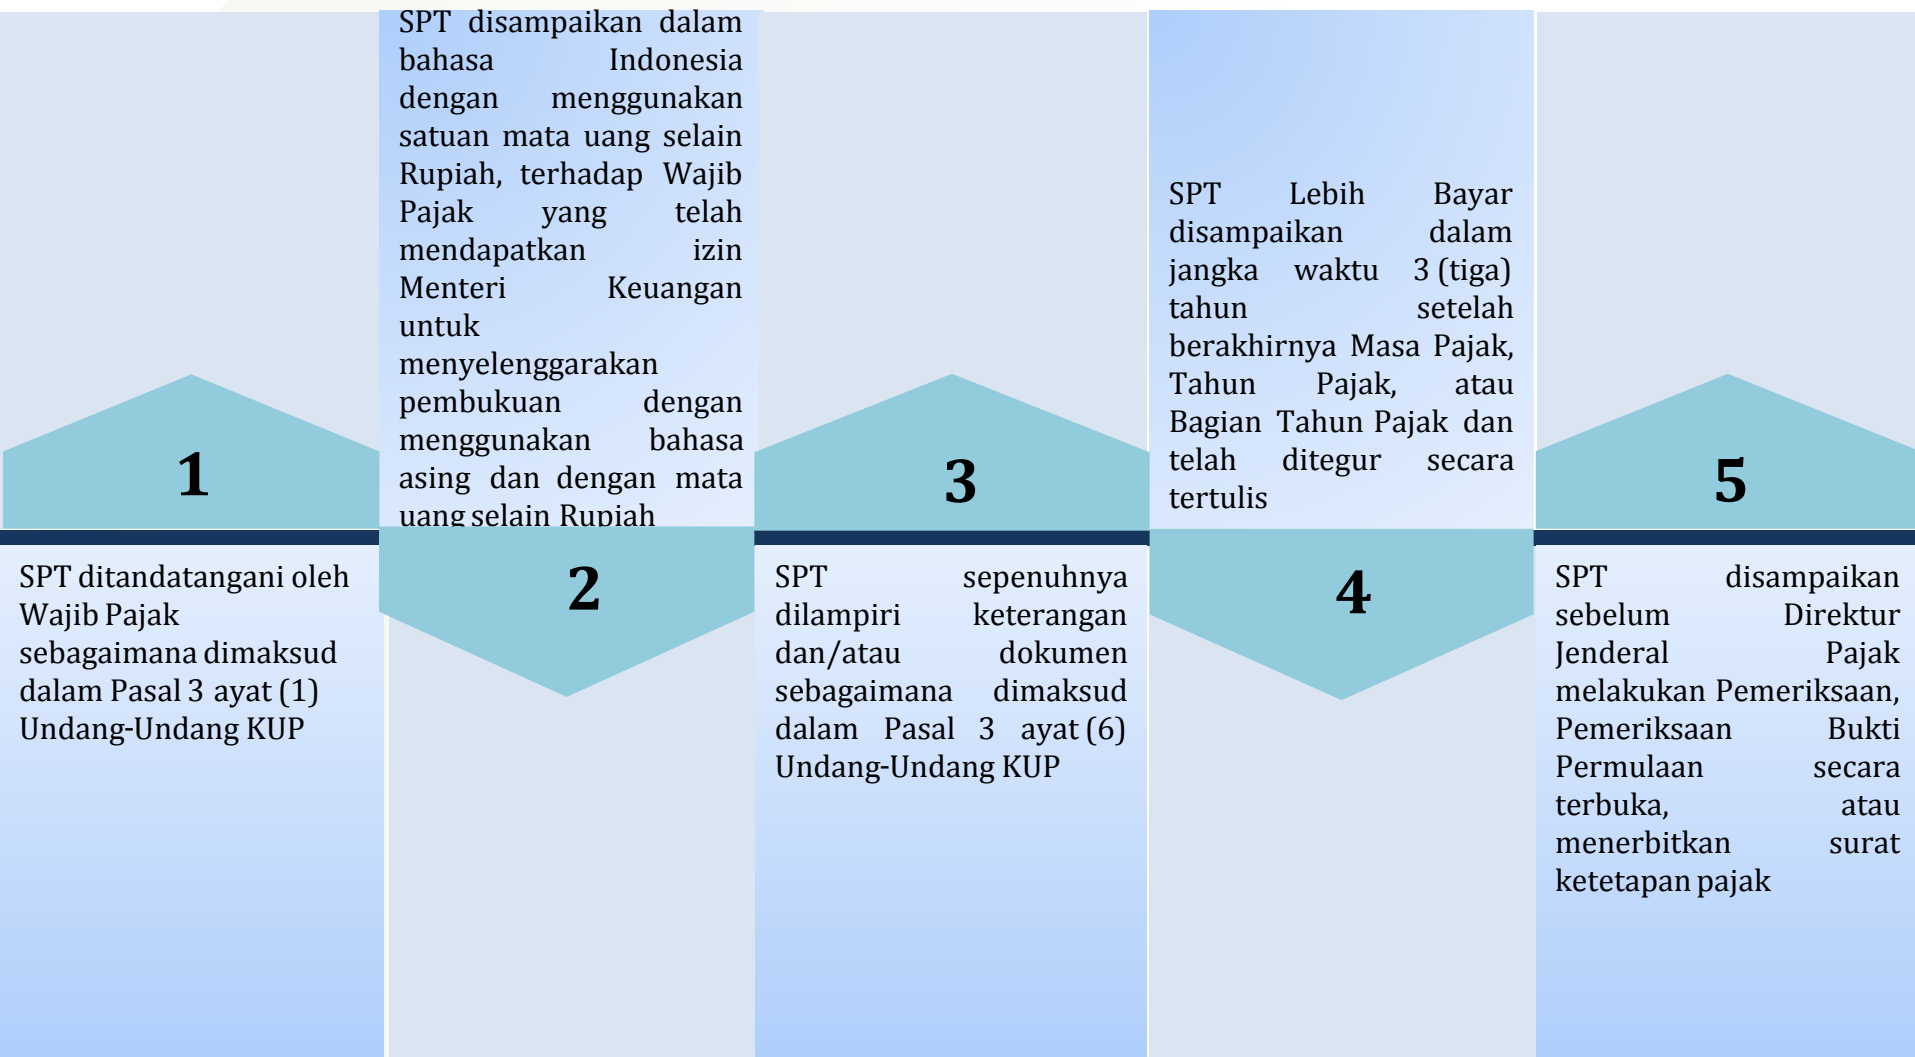 1
SPT ditandatangani oleh
Wajib Pajak
sebagaimana dimaksud
dalam Pasal 3 ayat (1)
Undang-Undang KUP
SPT disampaikan dalam
bahasa Indonesia
dengan menggunakan
satuan mata uang selain
Rupiah, terhadap Wajib
Pajak yang telah
mendapatkan izin
Menteri Keuangan
untuk
menyelenggarakan
pembukuan dengan
menggunakan bahasa
asing dan dengan mata
uang selain Rupiah
2
3
SPT sepenuhnya
dilampiri keterangan
dan/atau dokumen
sebagaimana dimaksud
dalam Pasal 3 ayat (6)
Undang-Undang KUP
SPT Lebih Bayar
disampaikan dalam
jangka waktu 3 (tiga)
tahun setelah
berakhirnya Masa Pajak,
Tahun Pajak, atau
Bagian Tahun Pajak dan
telah ditegur secara
tertulis
4
5
SPT disampaikan
sebelum Direktur
Jenderal Pajak
melakukan Pemeriksaan,
Pemeriksaan Bukti
Permulaan secara
terbuka, atau
menerbitkan surat
ketetapan pajak